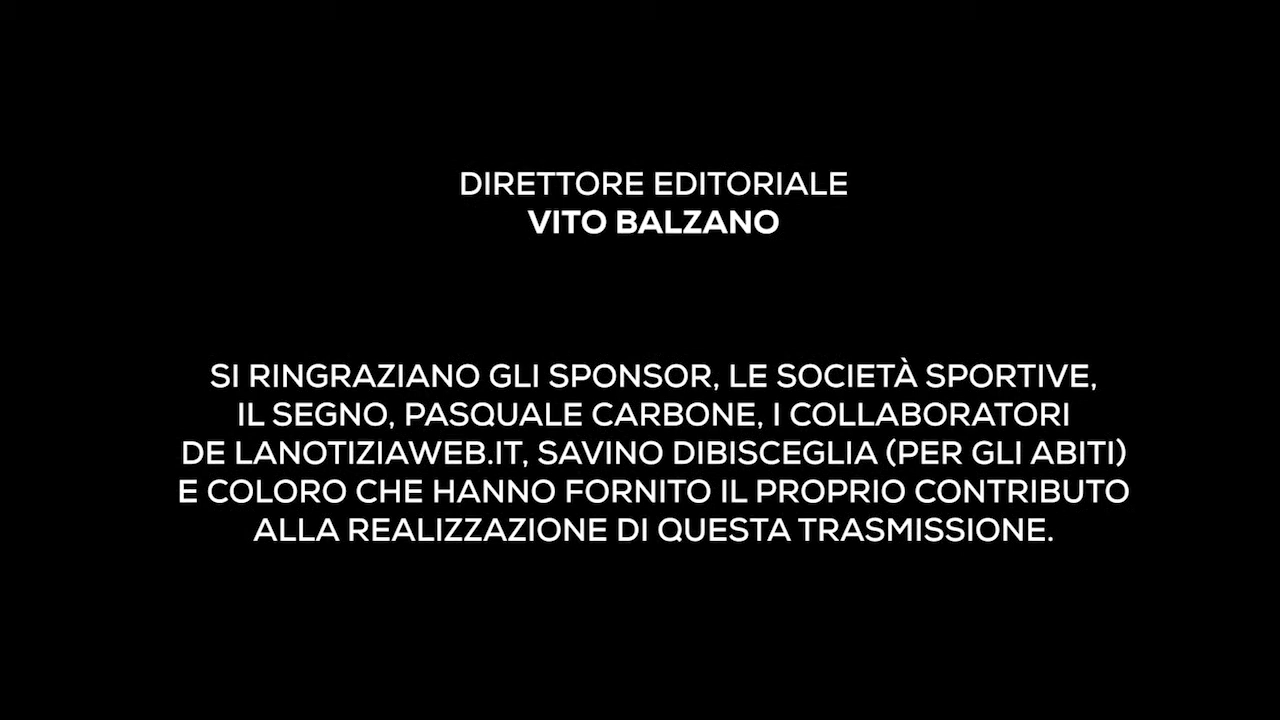 DIRETTORE EDITORIALE
VITO BALZANO
SI RINGRAZIANO GLI SPONSOR, LE SOCIETÀ SPORTIVE,
IL SEGNO, PASQUALE CARBONE, I COLLABORATORI
DE LANOTIZIAWEB.IT, SAVINO DIBISCEGLIA (PER GLI ABITI)
E COLORO CHE HANNO FORNITO IL PROPRIO CONTRIBUTO
ALLA REALIZZAZIONE DI QUESTA TRASMISSIONE.